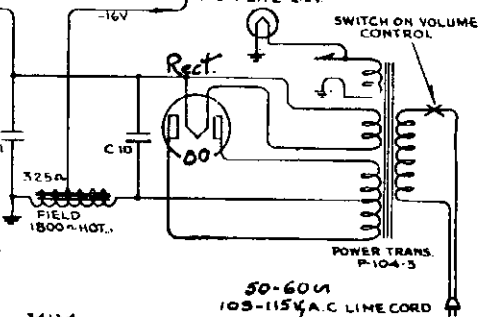 -16V
SWITCH ON VOLUME
CONTROL
Rect.
80
C10
325Ω
FIELD
1800~HOT.
POWER TRANS.
P-104-3
50-60~
105-115V, A.C LINE CORD